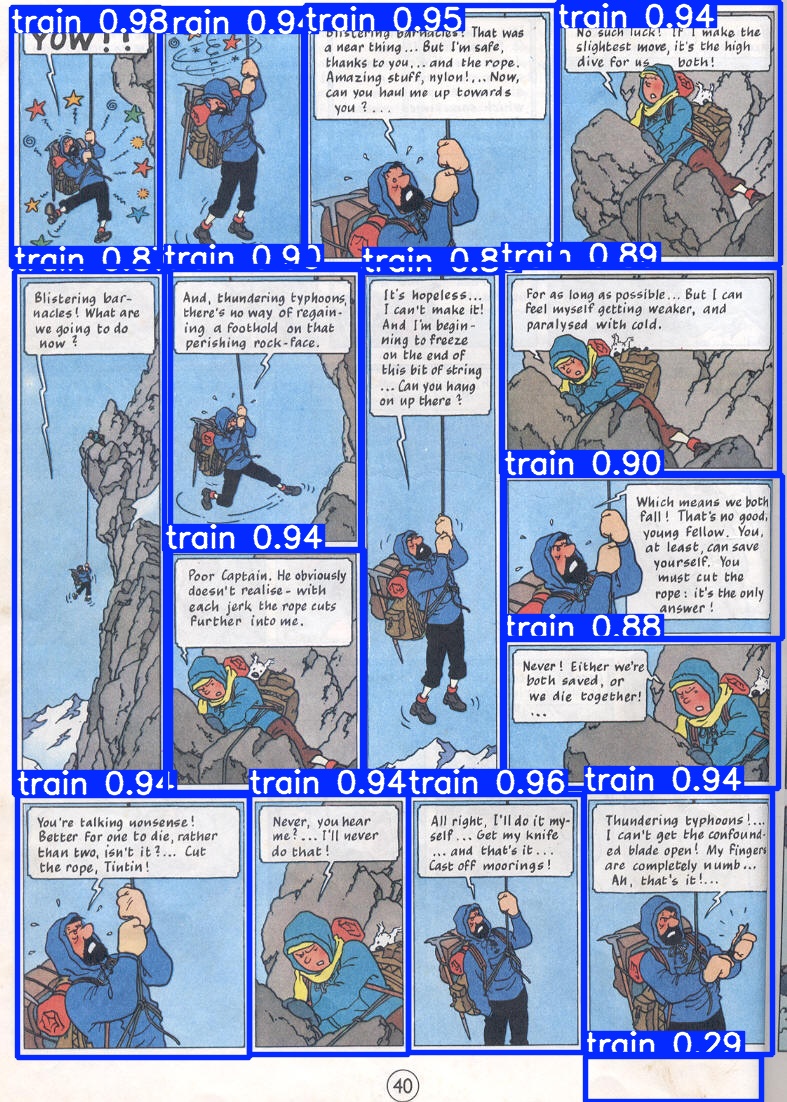 train 0.98
rain 0.94
train 0.95
train 0.94
YOW!!
Blistering barnacles! That was
a near thing... But I'm safe,
thanks to you... and the rope.
Amazing stuff, nylon!... Now,
can you haul me up towards
you?...
No such luck! If I make the
slightest move, it's the high
dive for us both!
train
train 0.90
train
train 0.89
Blistering bar-
nacles! What are
we going to do
now?
And, thundering typhoons,
there's no way of regain-
ing a foothold on that
perishing rock-face.
It's hopeless...
I can't make it!
And I'm begin-
ning to freeze
on the end of
this bit of string
... Can you hang
on up there?
For as long as possible... But I can
feel myself getting weaker, and
paralysed with cold.
train 0.94
Poor Captain. He obviously
doesn't realise - with
each jerk the rope cuts
further into me.
train 0.90
Which means we both
fall! That's no good,
young fellow. You,
at least, can save
yourself. You
must cut the
rope: it's the only
answer!
train 0.88
Never! Either we're
both saved, or
we die together!
...
train 0.94
train 0.94
train 0.96
train 0.94
You're talking nonsense!
Better for one to die, rather
than two, isn't it?... Cut
the rope, Tintin!
Never, you hear
me?... I'll never
do that!
All right, I'll do it my-
self... Get my knife
... and that's it...
Cast off moorings!
Thundering typhoons!...
I can't get the confound-
ed blade open! My fingers
are completely numb...
Ah, that's it!...
train 0.29
40